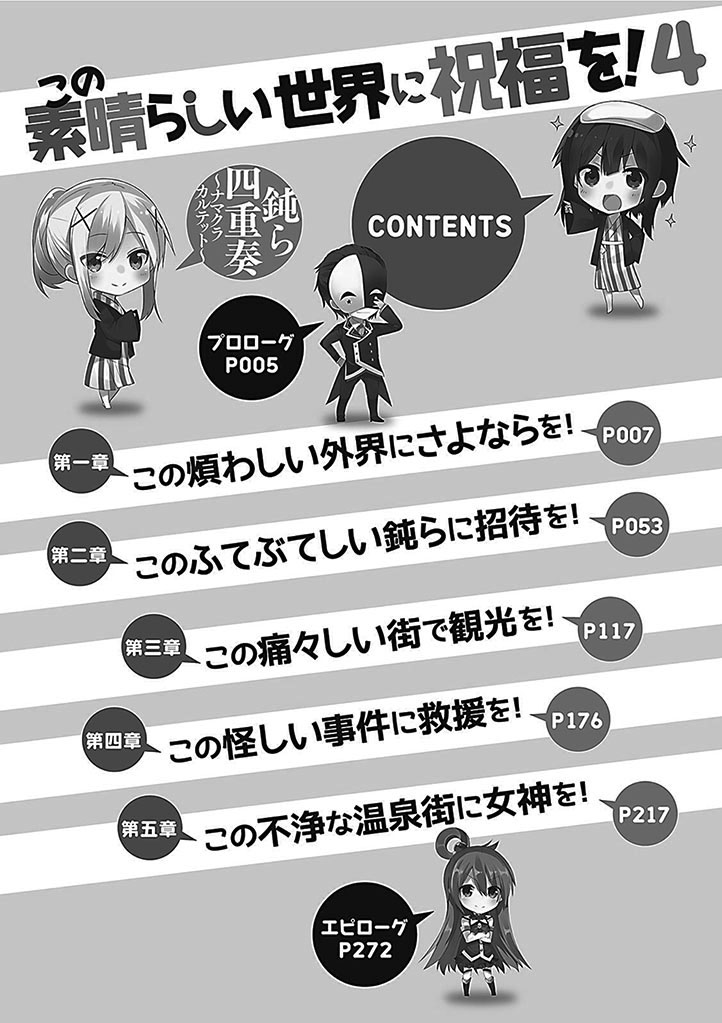 この
素晴らしい世界に祝福を!4
鈍ら
四重奏
～ナマクラ
カルテット～
CONTENTS
プロローグ
P005
第一章
この煩わしい外界にさよならを!
P007
第二章
このふてぶてしい鈍らに招待を!
P053
第三章
この痛々しい街で観光を!
P117
第四章
この怪しい事件に救援を!
P176
第五章
この不浄な温泉街に女神を!
P217
エピローグ
P272